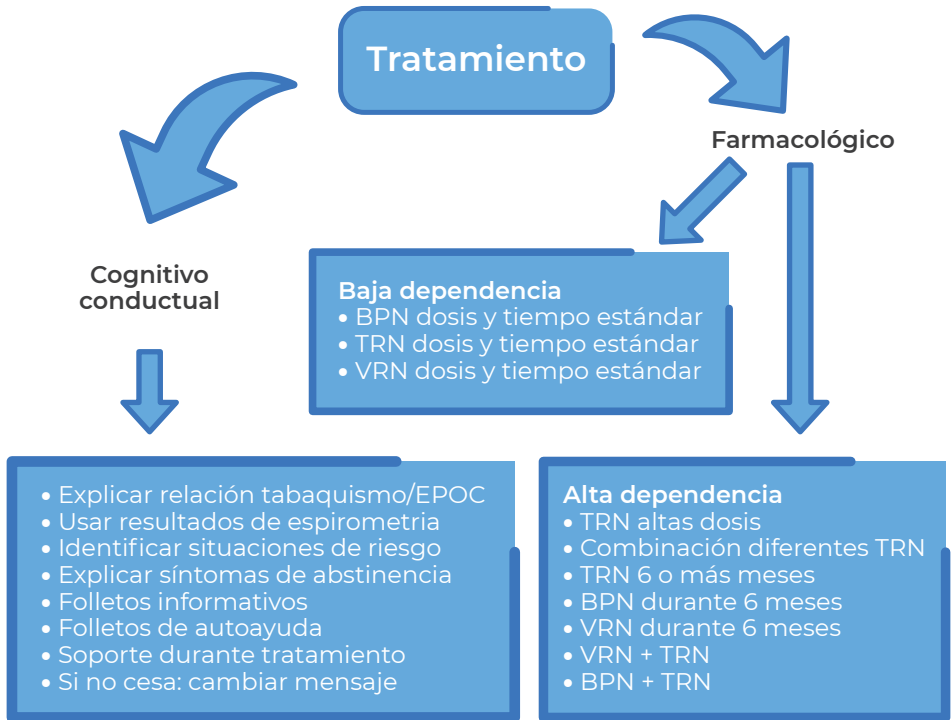 Tratamiento
Farmacológico
Cognitivo
conductual
Baja dependencia
• BPN dosis y tiempo estándar
• TRN dosis y tiempo estándar
• VRN dosis y tiempo estándar
• Explicar relación tabaquismo/EPOC
• Usar resultados de espirometria
• Identificar situaciones de riesgo
• Explicar síntomas de abstinencia
• Folletos informativos
• Folletos de autoayuda
• Soporte durante tratamiento
• Si no cesa: cambiar mensaje
Alta dependencia
• TRN altas dosis
• Combinación diferentes TRN
• TRN 6 o más meses
• BPN durante 6 meses
• VRN durante 6 meses
• VRN + TRN
• BPN + TRN